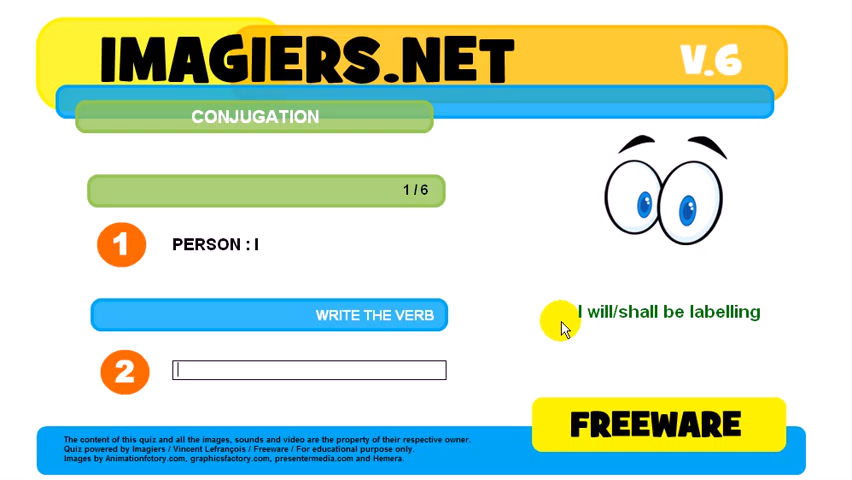 IMAGIERS.NET
V.6
CONJUGATION
1 / 6
1
PERSON : I
WRITE THE VERB
I will/shall be labelling
2
FREEWARE
The content of this quiz and all the images, sounds and video are the property of their respective owner.
Quiz powered by Imagiers / Vincent Lefrançois / Freeware / For educational purpose only.
Images by Animationfctory.com, graphicsfactory.com, presentermedia.com and Hemera.